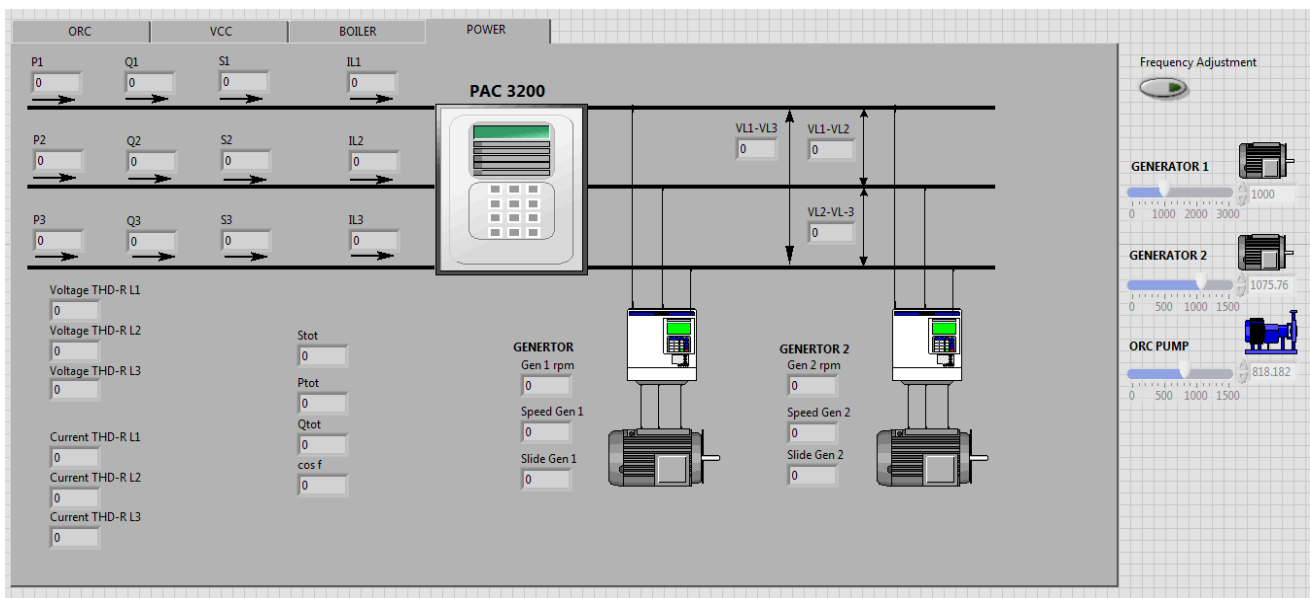 ORC VCC BOILER POWER
P1 Q1 S1 IL1
0 0 0 0
PAC 3200
P2 Q2 S2 IL2
0 0 0 0
P3 Q3 S3 IL3
0 0 0 0
VL1-VL3 VL1-VL2
0 0
VL2-VL-3
0
Voltage THD-R L1
0
Voltage THD-R L2
0
Voltage THD-R L3
0
Current THD-R L1
0
Current THD-R L2
0
Current THD-R L3
0
Stot
0
Ptot
0
Qtot
0
cos f
0
GENERTOR
Gen 1 rpm
0
Speed Gen 1
0
Slide Gen 1
0
GENERTOR 2
Gen 2 rpm
0
Speed Gen 2
0
Slide Gen 2
0
Frequency Adjustment
GENERATOR 1
1000
0 1000 2000 3000
GENERATOR 2
1075.76
0 500 1000 1500
ORC PUMP
818.182
0 500 1000 1500